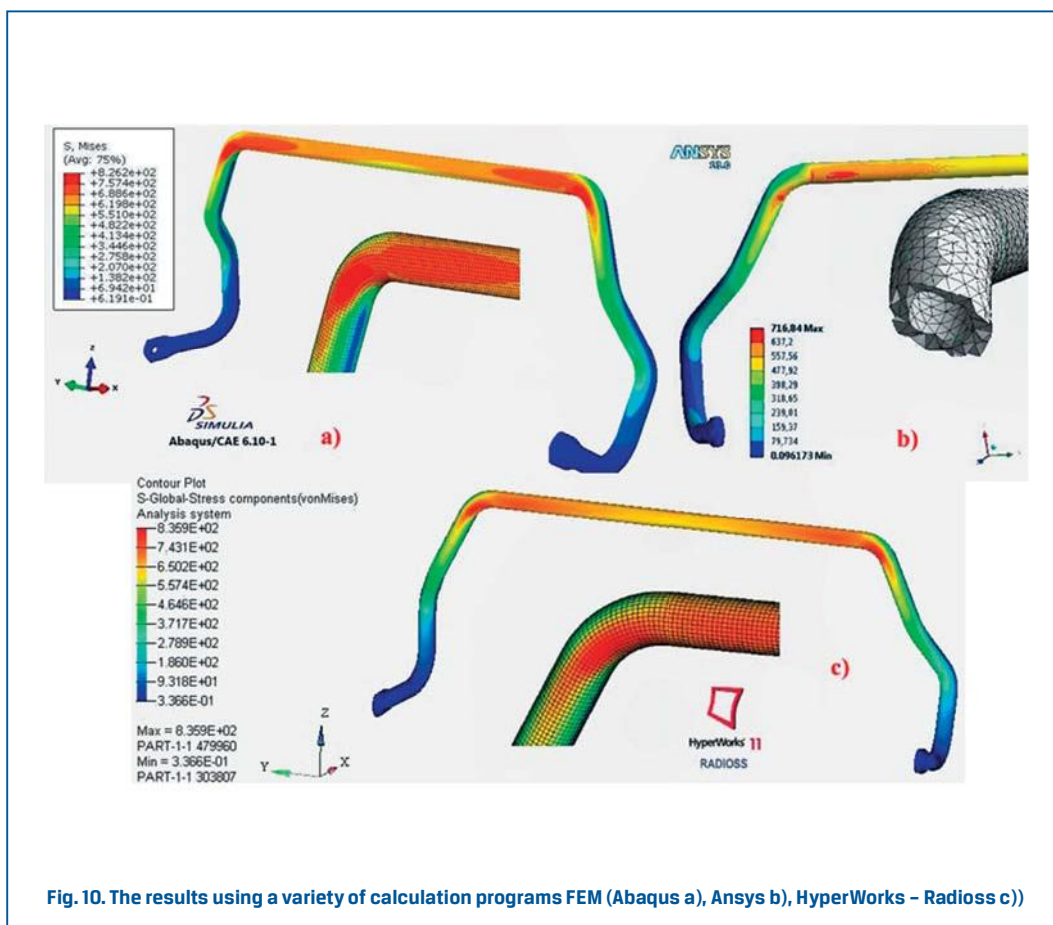 S, Mises
(Avg: 75%)
+8.262e+02
+7.574e+02
+6.886e+02
+6.198e+02
+5.510e+02
+4.822e+02
+4.134e+02
+3.446e+02
+2.758e+02
+2.070e+02
+1.382e+02
+6.942e+01
+6.191e-01
Z
Y
X
SIMULIA
Abaqus/CAE 6.10-1
a)
ANSYS
716,84 Max
637,2
557,56
477,92
398,29
318,65
239,01
159,37
79,734
0.096173 Min
b)
Contour Plot
S-Global-Stress components(vonMises)
Analysis system
8.359E+02
7.431E+02
6.502E+02
5.574E+02
4.646E+02
3.717E+02
2.789E+02
1.860E+02
9.318E+01
3.366E-01
Max = 8.359E+02
PART-1-1 479960
Min = 3.366E-01
PART-1-1 303807
Z
Y
X
c)
HyperWorks 11
RADIOSS
Fig. 10. The results using a variety of calculation programs FEM (Abaqus a), Ansys b), HyperWorks – Radioss c))